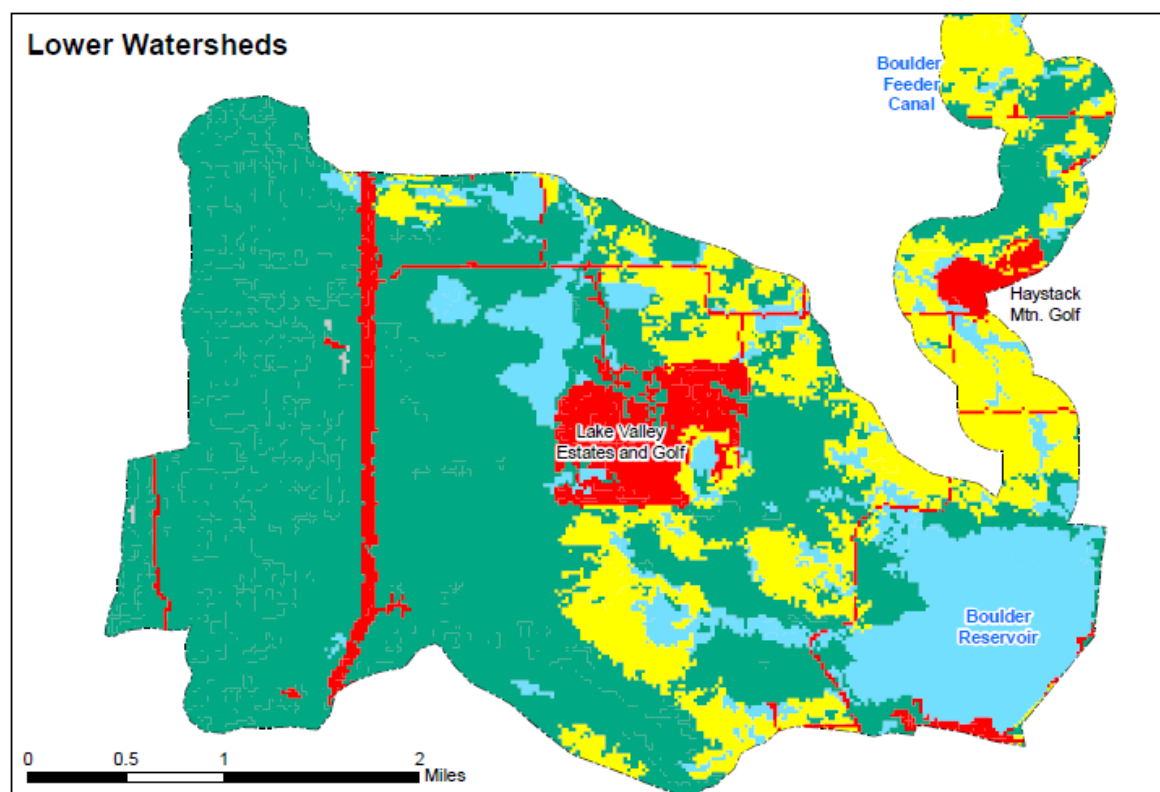 Lower Watersheds
Boulder
Feeder
Canal
Haystack
Mtn. Golf
Lake Valley
Estates and Golf
Boulder
Reservoir
0 0.5 1 2
Miles